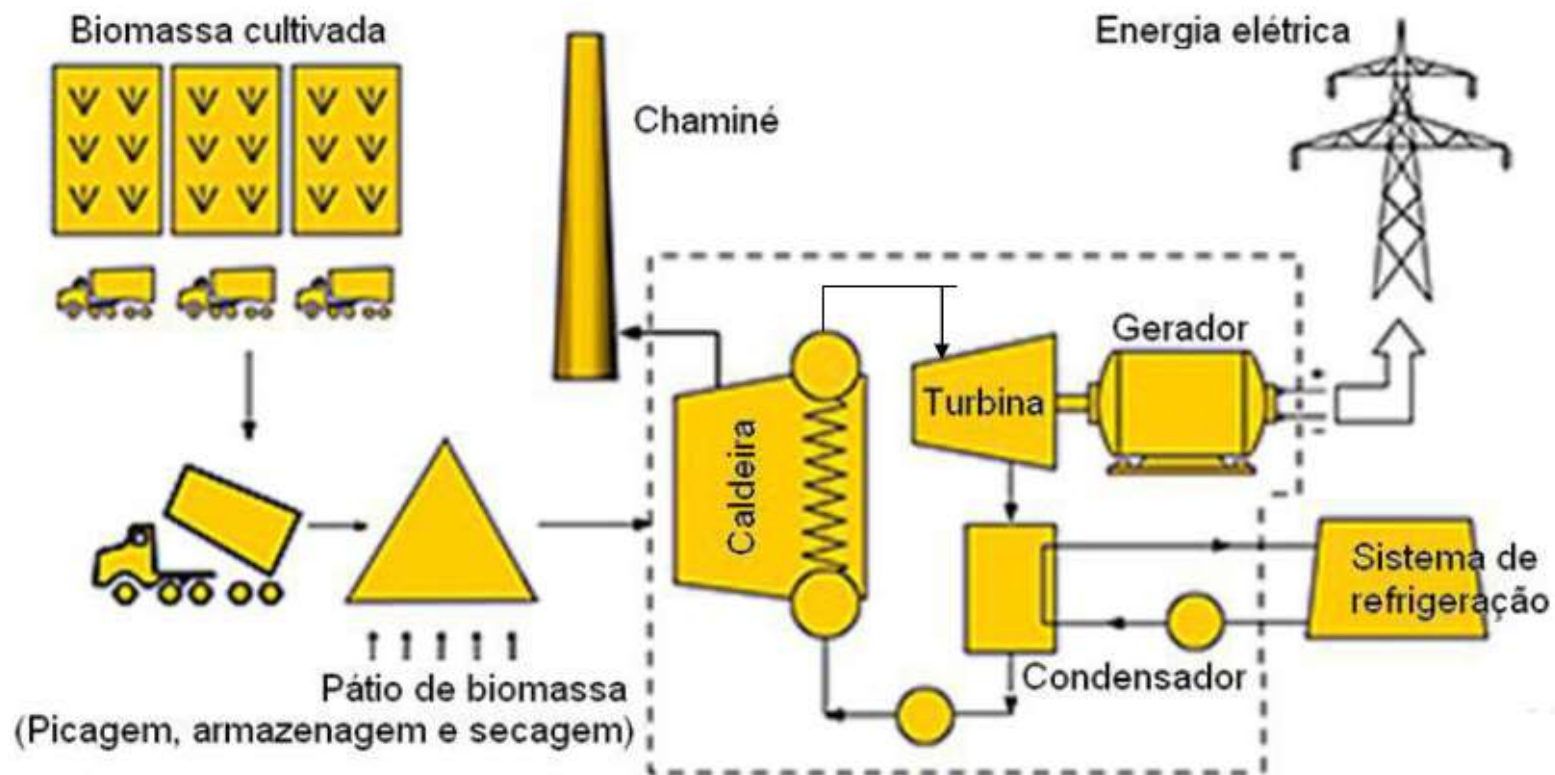 Biomassa cultivada
Energia elétrica
Chaminé
Gerador
Turbina
Caldeira
Sistema de
refrigeração
Condensador
Pátio de biomassa
(Picagem, armazenagem e secagem)